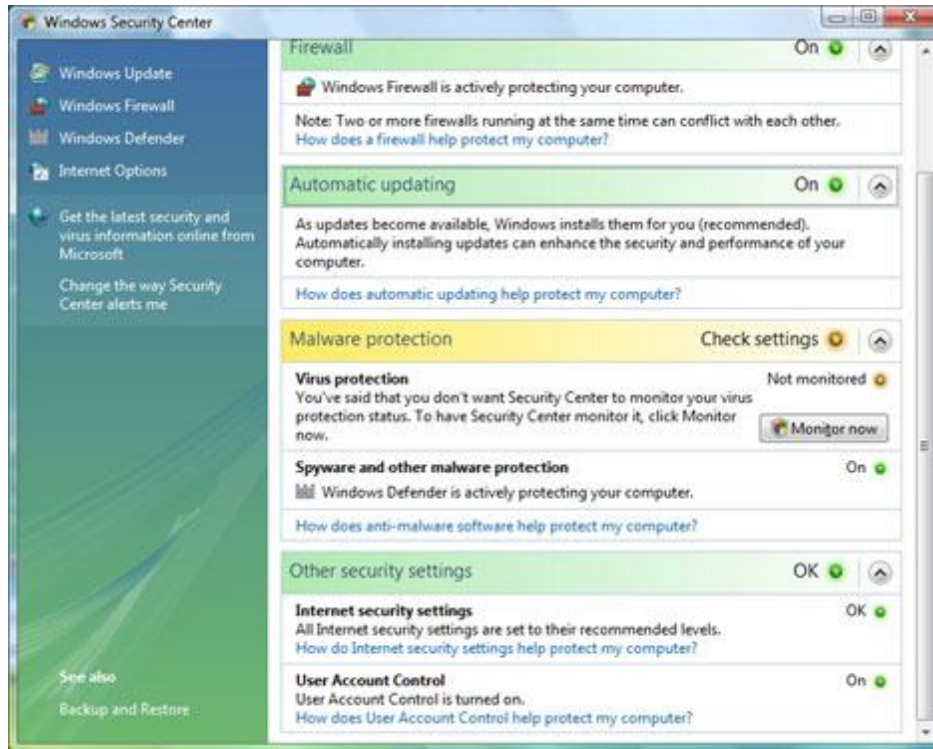 Windows Security Center
Windows Update
Windows Firewall
Windows Defender
Internet Options
Get the latest security and
virus information online from
Microsoft
Change the way Security
Center alerts me
See also
Backup and Restore
Firewall On
Windows Firewall is actively protecting your computer.
Note: Two or more firewalls running at the same time can conflict with each other.
How does a firewall help protect my computer?
Automatic updating On
As updates become available, Windows installs them for you (recommended).
Automatically installing updates can enhance the security and performance of your
computer.
How does automatic updating help protect my computer?
Malware protection Check settings
Virus protection Not monitored
You've said that you don't want Security Center to monitor your virus
protection status. To have Security Center monitor it, click Monitor
now.
Monitor now
Spyware and other malware protection On
Windows Defender is actively protecting your computer.
How does anti-malware software help protect my computer?
Other security settings OK
Internet security settings OK
All Internet security settings are set to their recommended levels.
How do Internet security settings help protect my computer?
User Account Control On
User Account Control is turned on.
How does User Account Control help protect my computer?